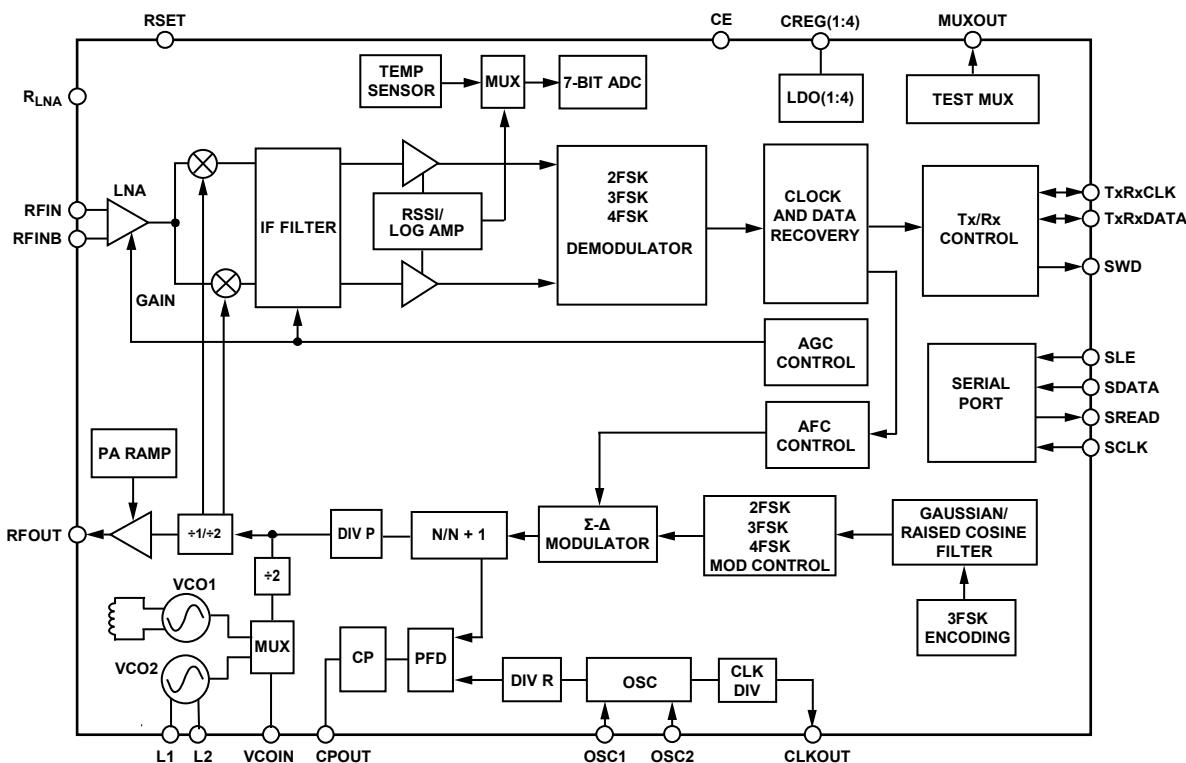 RSET
CE
CREG(1:4)
MUXOUT
RLNA
TEMP
SENSOR
MUX
7-BIT ADC
LDO(1:4)
TEST MUX
LNA
RFIN
RFINB
GAIN
IF FILTER
RSSI/
LOG AMP
2FSK
3FSK
4FSK
DEMODULATOR
CLOCK
AND DATA
RECOVERY
Tx/Rx
CONTROL
TxRxCLK
TxRxDATA
SWD
AGC
CONTROL
SERIAL
PORT
SLE
SDATA
SREAD
SCLK
AFC
CONTROL
PA RAMP
RFOUT
÷1/÷2
DIV P
N/N + 1
Σ-Δ
MODULATOR
2FSK
3FSK
4FSK
MOD CONTROL
GAUSSIAN/
RAISED COSINE
FILTER
÷2
VCO1
MUX
VCO2
CP
PFD
DIV R
OSC
CLK
DIV
3FSK
ENCODING
L1
L2
VCOIN
CPOUT
OSC1
OSC2
CLKOUT